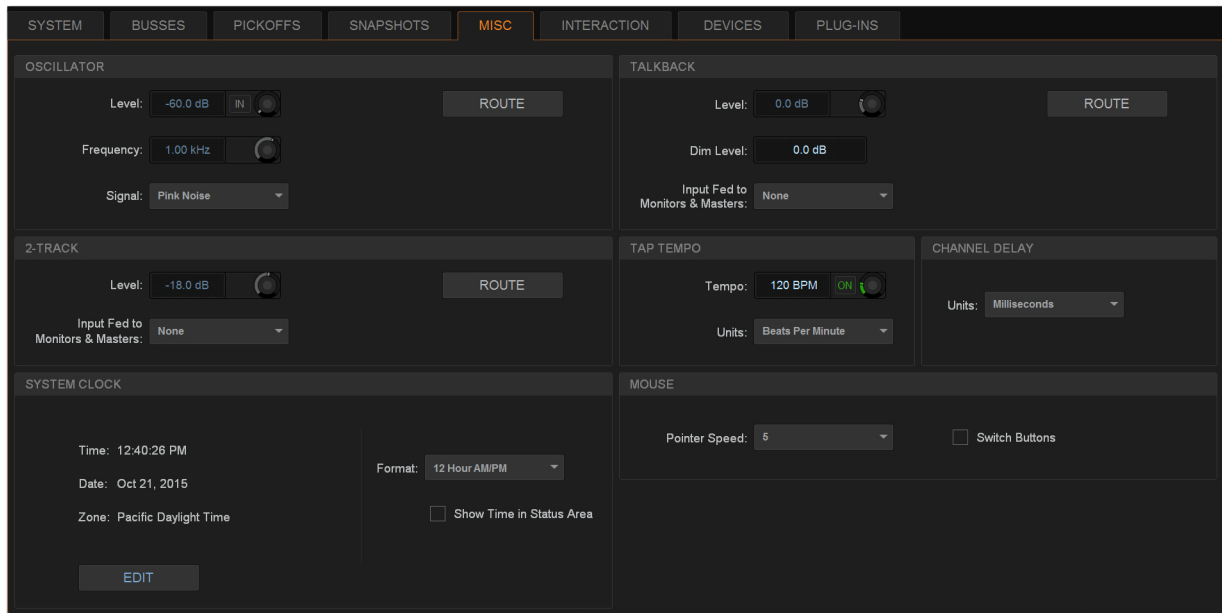 SYSTEM BUSSES PICKOFFS SNAPSHOTS MISC INTERACTION DEVICES PLUG-INS
OSCILLATOR
Level: -60.0 dB IN ROUTE
Frequency: 1.00 kHz
Signal: Pink Noise
TALKBACK
Level: 0.0 dB ROUTE
Dim Level: 0.0 dB
Input Fed to
Monitors & Masters: None
2-TRACK
Level: -18.0 dB ROUTE
Input Fed to
Monitors & Masters: None
TAP TEMPO
Tempo: 120 BPM ON
Units: Beats Per Minute
CHANNEL DELAY
Units: Milliseconds
SYSTEM CLOCK
Time: 12:40:26 PM
Date: Oct 21, 2015
Zone: Pacific Daylight Time
EDIT
Format: 12 Hour AM/PM
Show Time in Status Area
MOUSE
Pointer Speed: 5 Switch Buttons